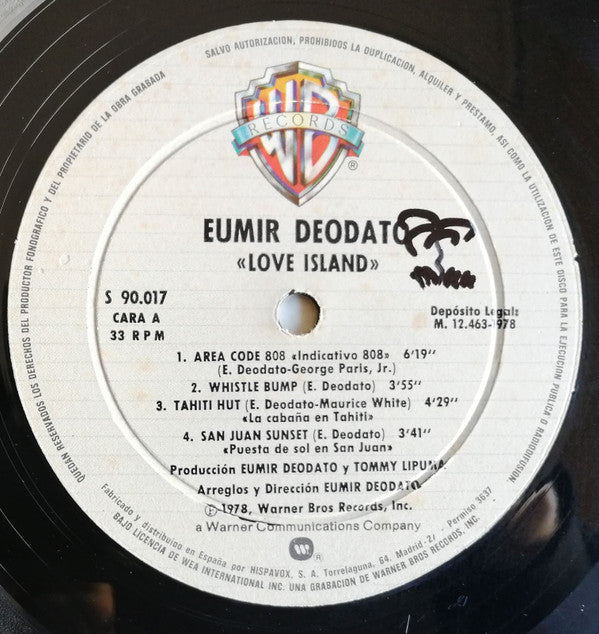 SALVO AUTORIZACION, PROHIBIDOS LA DUPLICACION, ALQUILER Y PRESTAMO, ASI COMO LA UTILIZACION DE ESTE DISCO PARA LA EJECUCION PUBLICA O RADIODIFUSION.
QUEDAN RESERVADOS LOS DERECHOS DEL PRODUCTOR FONOGRAFICO Y DEL PROPIETARIO DE LA OBRA GRABADA
WB
RECORDS
®
EUMIR DEODATO
«LOVE ISLAND»
S 90.017
CARA A
33 RPM
Depósito Legal:
M. 12.463-1978
1. AREA CODE 808 «Indicativo 808» 6'19''
(E. Deodato-George Paris, Jr.)
2. WHISTLE BUMP (E. Deodato) 3'55''
3. TAHITI HUT (E. Deodato-Maurice White) 4'29''
«La cabaña en Tahiti»
4. SAN JUAN SUNSET (E. Deodato) 3'41''
«Puesta de sol en San Juan»
Producción EUMIR DEODATO y TOMMY LIPUMA
Arreglos y Dirección EUMIR DEODATO
Ⓟ 1978, Warner Bros Records, Inc.
a Warner Communications Company
®
Fabricado y distribuido en España por HISPAVOX, S. A. Torrelaguna, 64. Madrid-27 - Permiso 3637
BAJO LICENCIA DE WEA INTERNATIONAL INC. UNA GRABACION DE WARNER BROS RECORDS, INC.